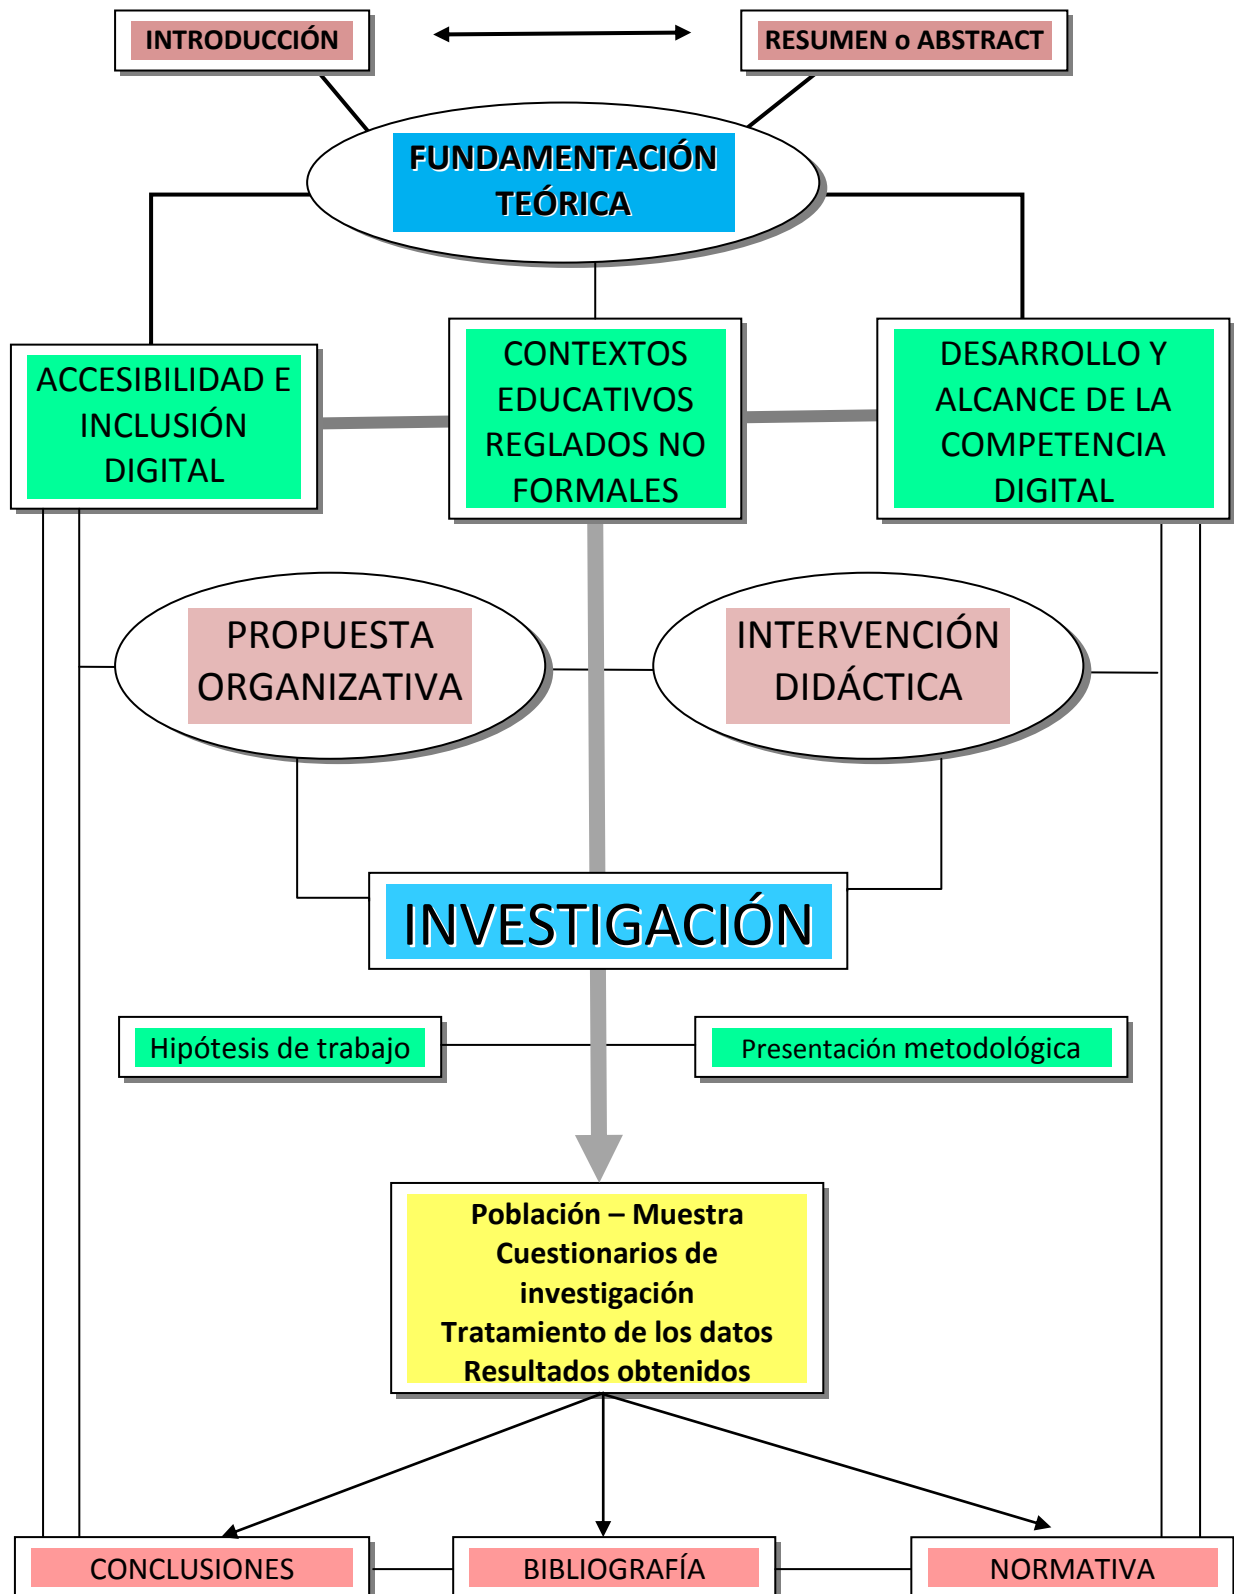 INTRODUCCIÓN
RESUMEN o ABSTRACT
FUNDAMENTACIÓN
TEÓRICA
ACCESIBILIDAD E
INCLUSIÓN
DIGITAL
CONTEXTOS
EDUCATIVOS
REGLADOS NO
FORMALES
DESARROLLO Y
ALCANCE DE LA
COMPETENCIA
DIGITAL
PROPUESTA
ORGANIZATIVA
INTERVENCIÓN
DIDÁCTICA
INVESTIGACIÓN
Hipótesis de trabajo
Presentación metodológica
Población – Muestra
Cuestionarios de
investigación
Tratamiento de los datos
Resultados obtenidos
CONCLUSIONES
BIBLIOGRAFÍA
NORMATIVA